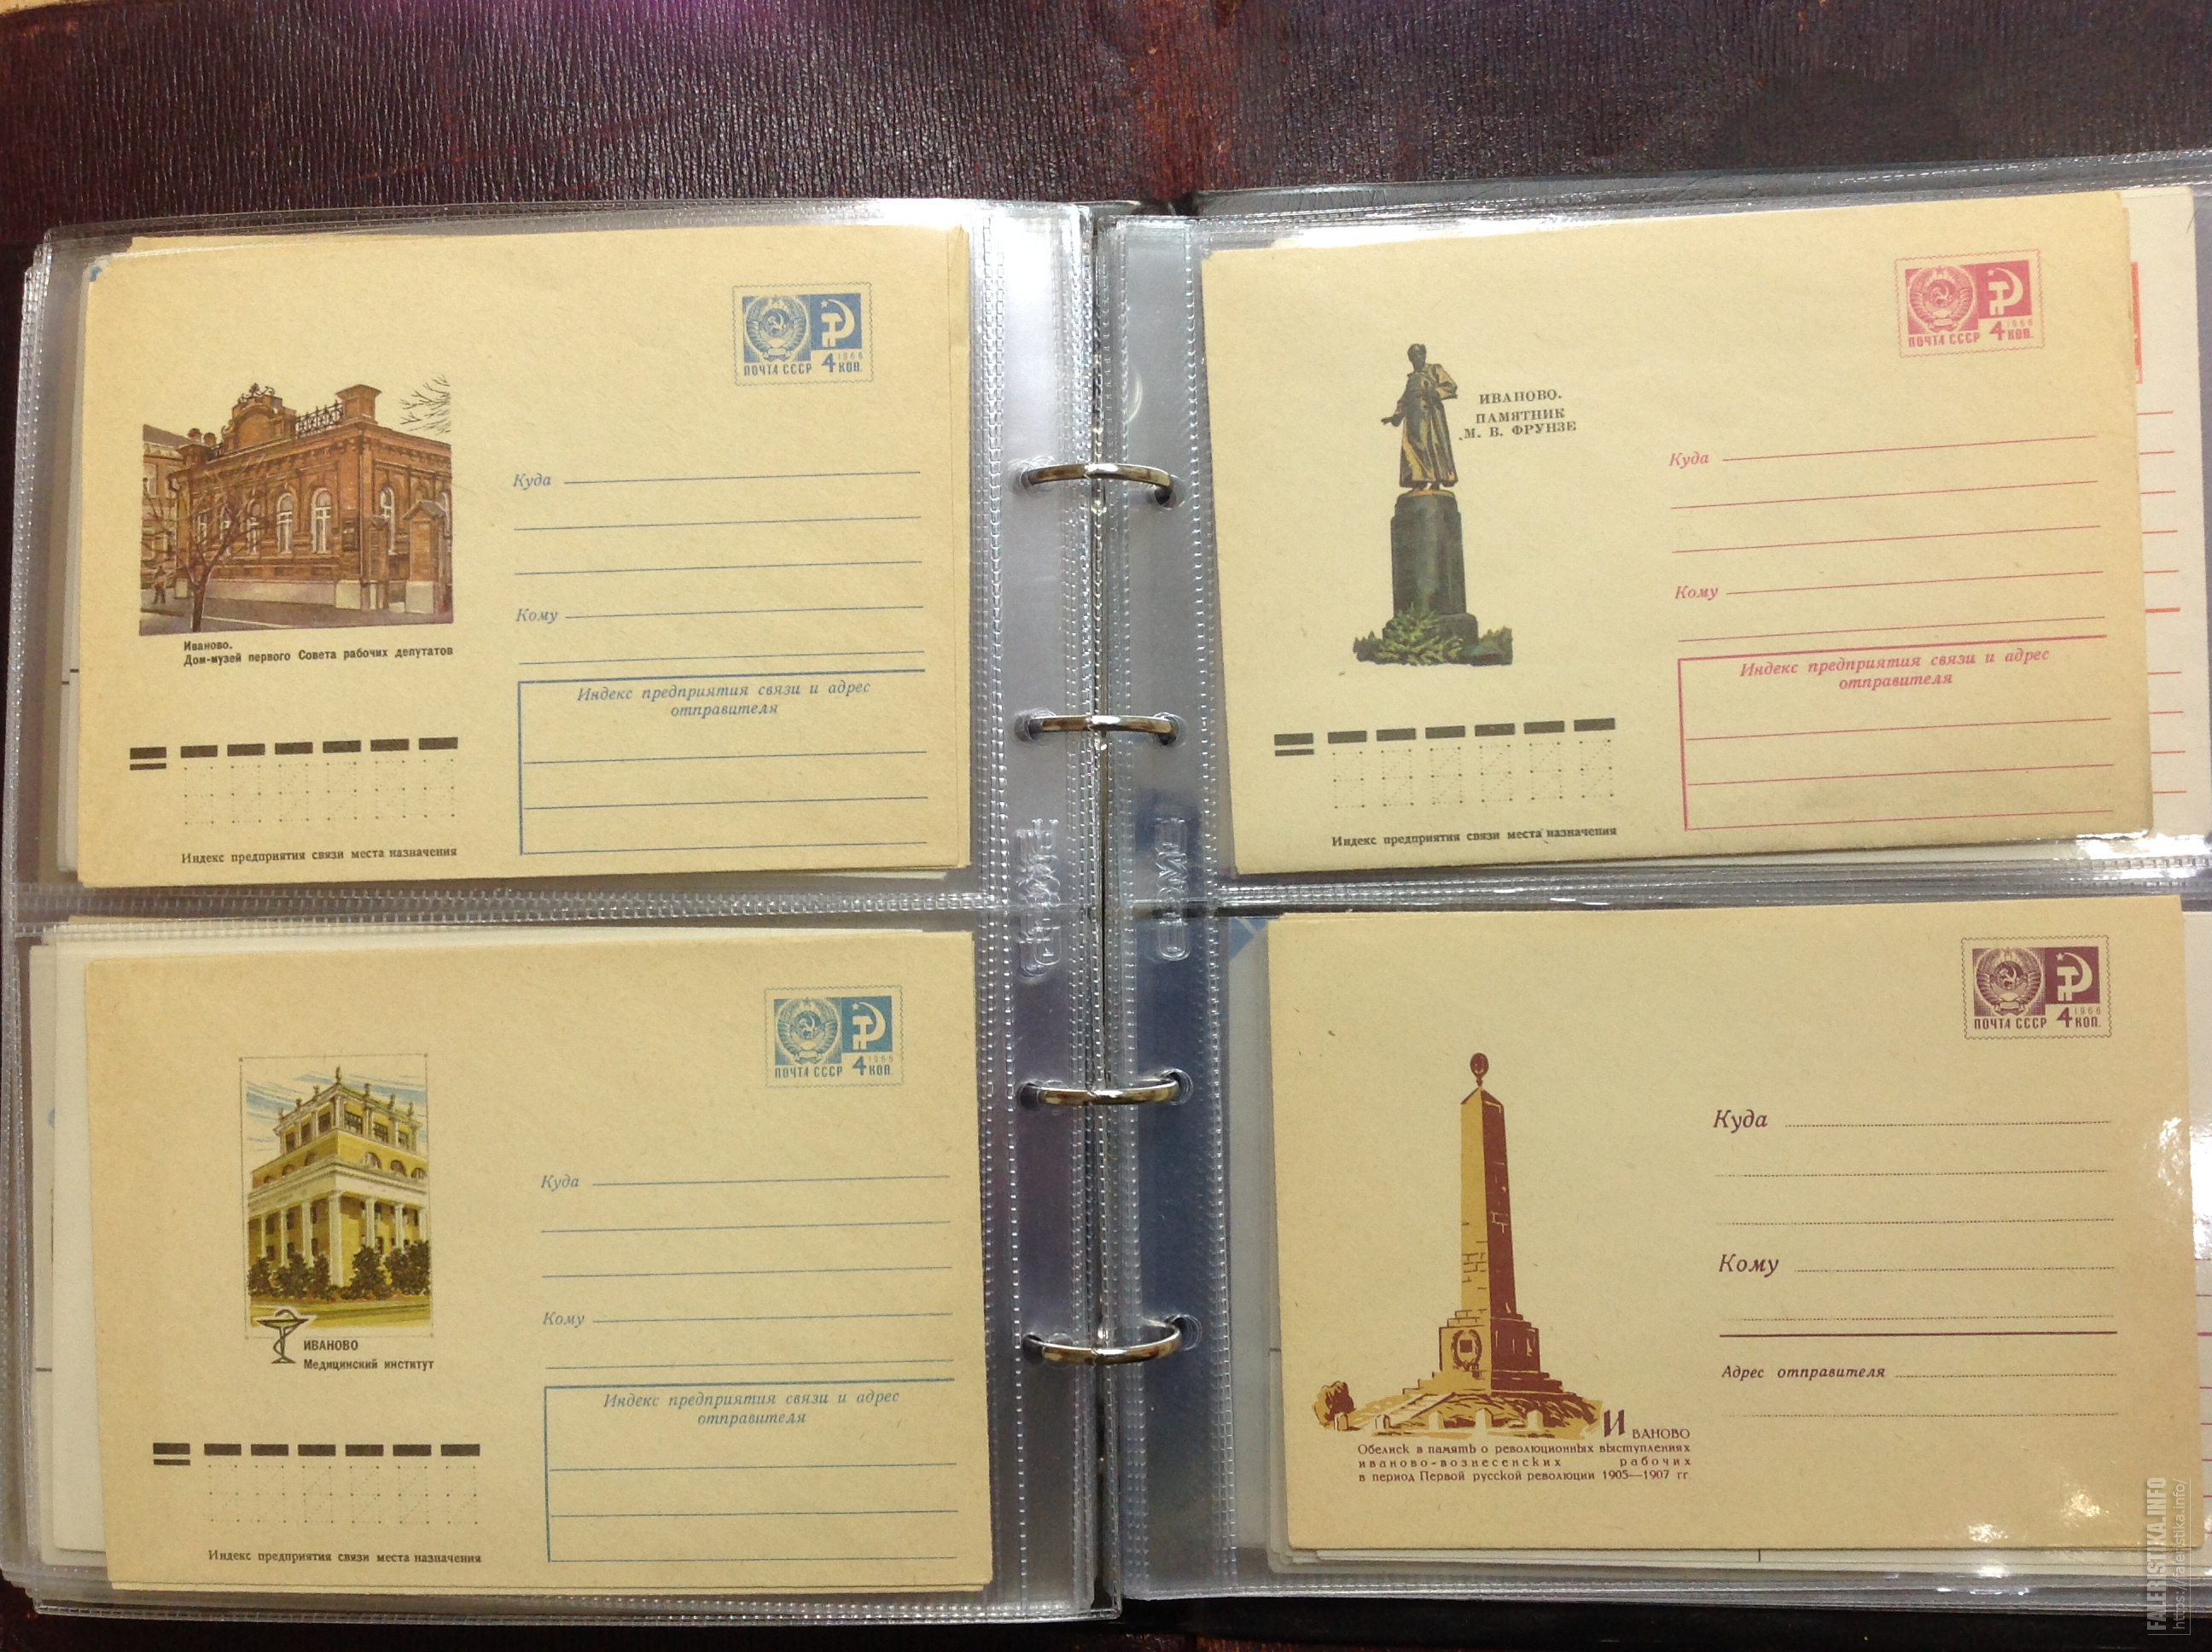 1966
ПОЧТА СССР 4 КОП.
Иваново.
Дом-музей первого Совета рабочих депутатов
Куда
Кому
Индекс предприятия связи и адрес
отправителя
Индекс предприятия связи места назначения
1966
ПОЧТА СССР 4 КОП.
ИВАНОВО.
ПАМЯТНИК
М. В. ФРУНЗЕ
Куда
Кому
Индекс предприятия связи и адрес
отправителя
Индекс предприятия связи места назначения
1966
ПОЧТА СССР 4 КОП.
ИВАНОВО
Медицинский институт
Куда
Кому
Индекс предприятия связи и адрес
отправителя
Индекс предприятия связи места назначения
1966
ПОЧТА СССР 4 КОП.
ИВАНОВО
Обелиск в память о революционных выступлениях
иваново-вознесенских рабочих
в период Первой русской революции 1905—1907 гг.
Куда
Кому
Адрес отправителя
FALERISTIKA.INFO
https://faleristika.info/